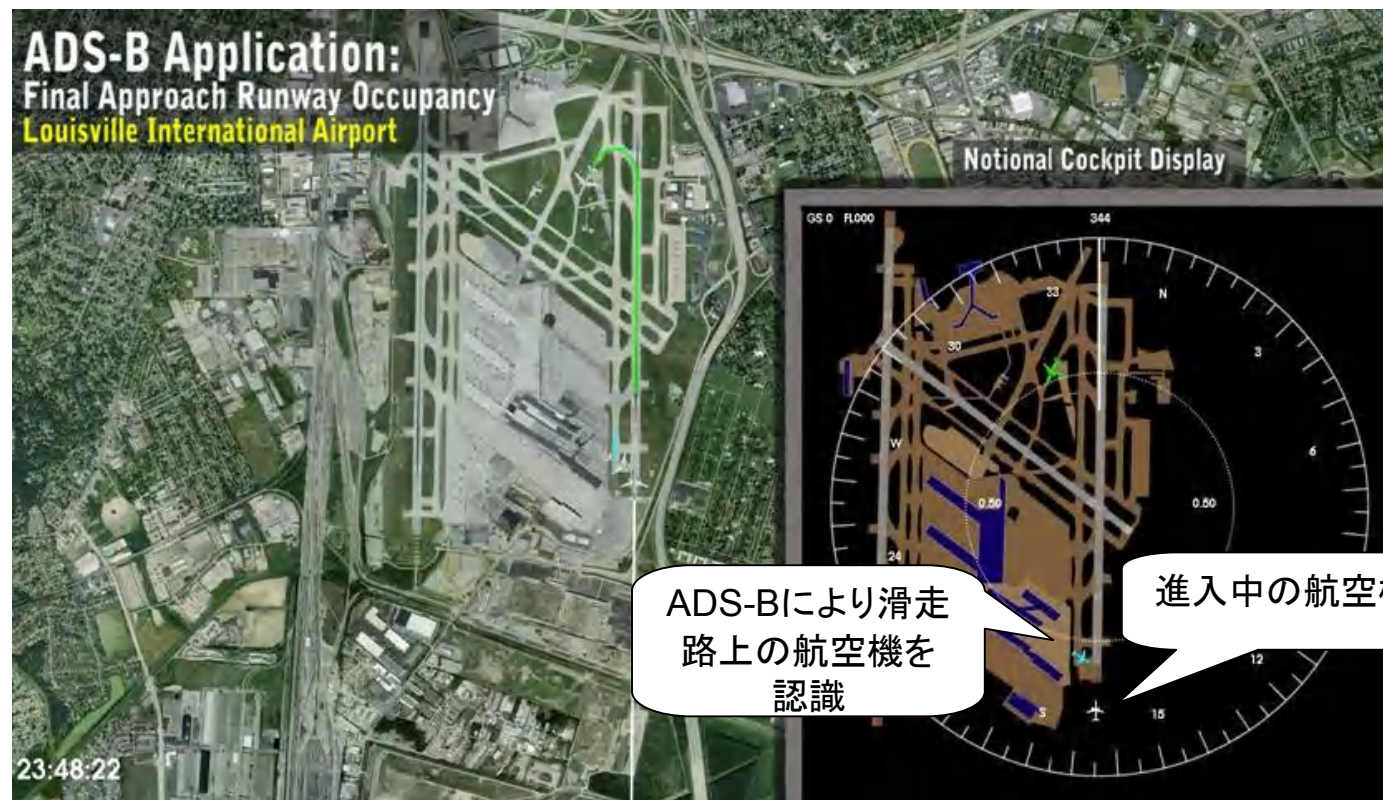 ADS-B Application:
Final Approach Runway Occupancy
Louisville International Airport
Notional Cockpit Display
GS 0 FL000
344
33
N
30
3
W
6
0.50
0.50
24
ADS-Bにより滑走
路上の航空機を
認識
進入中の航空
12
S
15
23:48:22